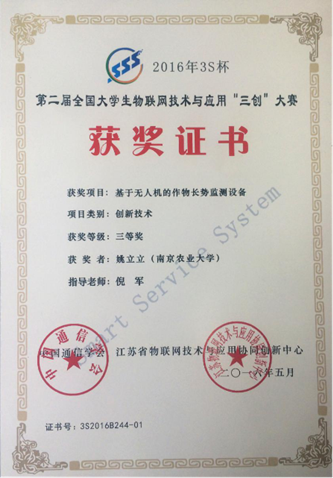 SSS
2016年3S杯
第二届全国大学生物联网技术与应用“三创”大赛
获奖证书
获奖项目：基于无人机的作物长势监测设备
项目类别：创新技术
获奖等级：三等奖
获 奖 者：姚立立（南京农业大学）
指导老师：倪 军
Smart Service System
中国通信学会 江苏省物联网技术与应用协同创新中心
二〇一六年五月
中国通信学会
证书号：3S2016B244-01